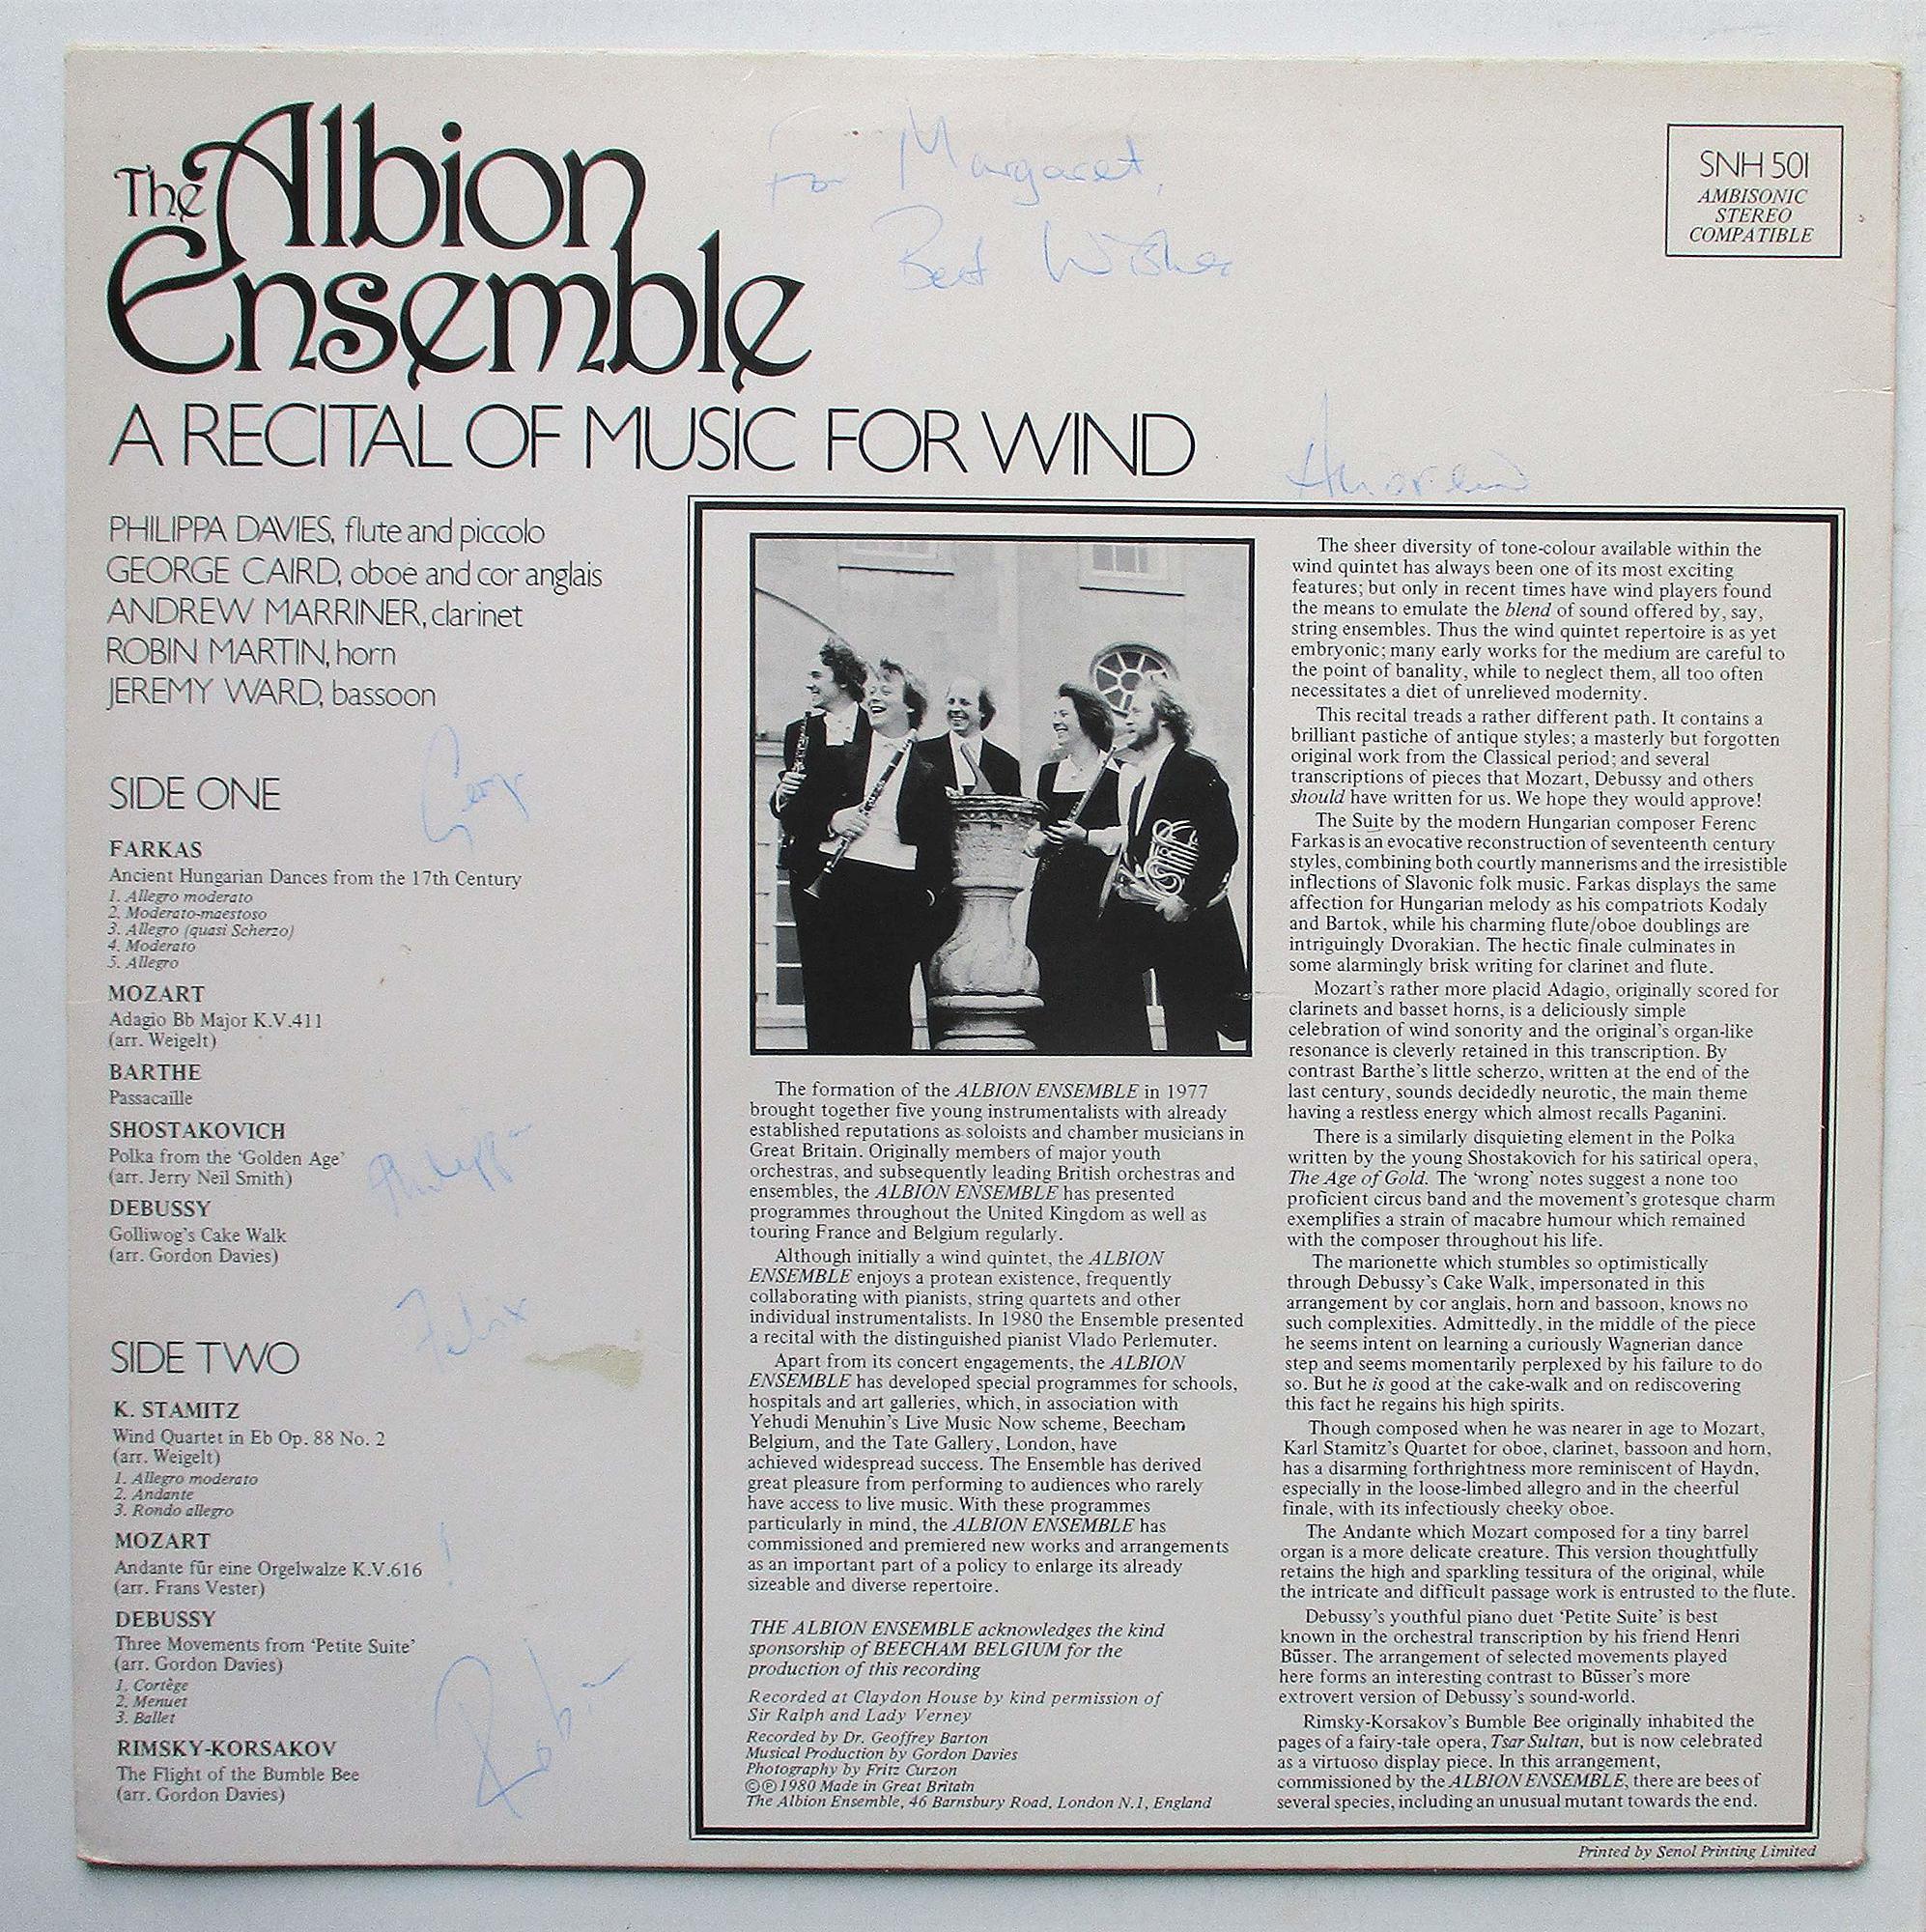 The Albion
Ensemble
A RECITAL OF MUSIC FOR WIND
For Margaret,
Best Wishes
SNH 501
AMBISONIC
STEREO
COMPATIBLE
Andrew
PHILIPPA DAVIES, flute and piccolo
GEORGE CAIRD, oboe and cor anglais
ANDREW MARRINER, clarinet
ROBIN MARTIN, horn
JEREMY WARD, bassoon
George
SIDE ONE
FARKAS
Ancient Hungarian Dances from the 17th Century
1. Allegro moderato
2. Moderato-maestoso
3. Allegro (quasi Scherzo)
4. Moderato
5. Allegro
MOZART
Adagio Bb Major K.V.411
(arr. Weigelt)
BARTHE
Passacaille
SHOSTAKOVICH
Polka from the ‘Golden Age’
(arr. Jerry Neil Smith)
Philippa
DEBUSSY
Golliwog's Cake Walk
(arr. Gordon Davies)
Felix
SIDE TWO
K. STAMITZ
Wind Quartet in Eb Op. 88 No. 2
(arr. Weigelt)
1. Allegro moderato
2. Andante
3. Rondo allegro
MOZART
Andante für eine Orgelwalze K.V.616
(arr. Frans Vester)
!
DEBUSSY
Three Movements from ‘Petite Suite’
(arr. Gordon Davies)
1. Cortège
2. Menuet
3. Ballet
Robin
RIMSKY-KORSAKOV
The Flight of the Bumble Bee
(arr. Gordon Davies)
The formation of the ALBION ENSEMBLE in 1977
brought together five young instrumentalists with already
established reputations as soloists and chamber musicians in
Great Britain. Originally members of major youth
orchestras, and subsequently leading British orchestras and
ensembles, the ALBION ENSEMBLE has presented
programmes throughout the United Kingdom as well as
touring France and Belgium regularly.
Although initially a wind quintet, the ALBION
ENSEMBLE enjoys a protean existence, frequently
collaborating with pianists, string quartets and other
individual instrumentalists. In 1980 the Ensemble presented
a recital with the distinguished pianist Vlado Perlemuter.
Apart from its concert engagements, the ALBION
ENSEMBLE has developed special programmes for schools,
hospitals and art galleries, which, in association with
Yehudi Menuhin's Live Music Now scheme, Beecham
Belgium, and the Tate Gallery, London, have
achieved widespread success. The Ensemble has derived
great pleasure from performing to audiences who rarely
have access to live music. With these programmes
particularly in mind, the ALBION ENSEMBLE has
commissioned and premiered new works and arrangements
as an important part of a policy to enlarge its already
sizeable and diverse repertoire.
THE ALBION ENSEMBLE acknowledges the kind
sponsorship of BEECHAM BELGIUM for the
production of this recording
Recorded at Claydon House by kind permission of
Sir Ralph and Lady Verney
Recorded by Dr. Geoffrey Barton
Musical Production by Gordon Davies
Photography by Fritz Curzon
©℗1980 Made in Great Britain
The Albion Ensemble, 46 Barnsbury Road, London N.1, England
The sheer diversity of tone-colour available within the
wind quintet has always been one of its most exciting
features; but only in recent times have wind players found
the means to emulate the blend of sound offered by, say,
string ensembles. Thus the wind quintet repertoire is as yet
embryonic; many early works for the medium are careful to
the point of banality, while to neglect them, all too often
necessitates a diet of unrelieved modernity.
This recital treads a rather different path. It contains a
brilliant pastiche of antique styles; a masterly but forgotten
original work from the Classical period; and several
transcriptions of pieces that Mozart, Debussy and others
should have written for us. We hope they would approve!
The Suite by the modern Hungarian composer Ferenc
Farkas is an evocative reconstruction of seventeenth century
styles, combining both courtly mannerisms and the irresistible
inflections of Slavonic folk music. Farkas displays the same
affection for Hungarian melody as his compatriots Kodaly
and Bartok, while his charming flute/oboe doublings are
intriguingly Dvorakian. The hectic finale culminates in
some alarmingly brisk writing for clarinet and flute.
Mozart's rather more placid Adagio, originally scored for
clarinets and basset horns, is a deliciously simple
celebration of wind sonority and the original's organ-like
resonance is cleverly retained in this transcription. By
contrast Barthe's little scherzo, written at the end of the
last century, sounds decidedly neurotic, the main theme
having a restless energy which almost recalls Paganini.
There is a similarly disquieting element in the Polka
written by the young Shostakovich for his satirical opera,
The Age of Gold. The ‘wrong’ notes suggest a none too
proficient circus band and the movement's grotesque charm
exemplifies a strain of macabre humour which remained
with the composer throughout his life.
The marionette which stumbles so optimistically
through Debussy's Cake Walk, impersonated in this
arrangement by cor anglais, horn and bassoon, knows no
such complexities. Admittedly, in the middle of the piece
he seems intent on learning a curiously Wagnerian dance
step and seems momentarily perplexed by his failure to do
so. But he is good at the cake-walk and on rediscovering
this fact he regains his high spirits.
Though composed when he was nearer in age to Mozart,
Karl Stamitz's Quartet for oboe, clarinet, bassoon and horn,
has a disarming forthrightness more reminiscent of Haydn,
especially in the loose-limbed allegro and in the cheerful
finale, with its infectiously cheeky oboe.
The Andante which Mozart composed for a tiny barrel
organ is a more delicate creature. This version thoughtfully
retains the high and sparkling tessitura of the original, while
the intricate and difficult passage work is entrusted to the flute.
Debussy's youthful piano duet ‘Petite Suite’ is best
known in the orchestral transcription by his friend Henri
Büsser. The arrangement of selected movements played
here forms an interesting contrast to Büsser's more
extrovert version of Debussy's sound-world.
Rimsky-Korsakov's Bumble Bee originally inhabited the
pages of a fairy-tale opera, Tsar Sultan, but is now celebrated
as a virtuoso display piece. In this arrangement,
commissioned by the ALBION ENSEMBLE, there are bees of
several species, including an unusual mutant towards the end.
Printed by Senol Printing Limited